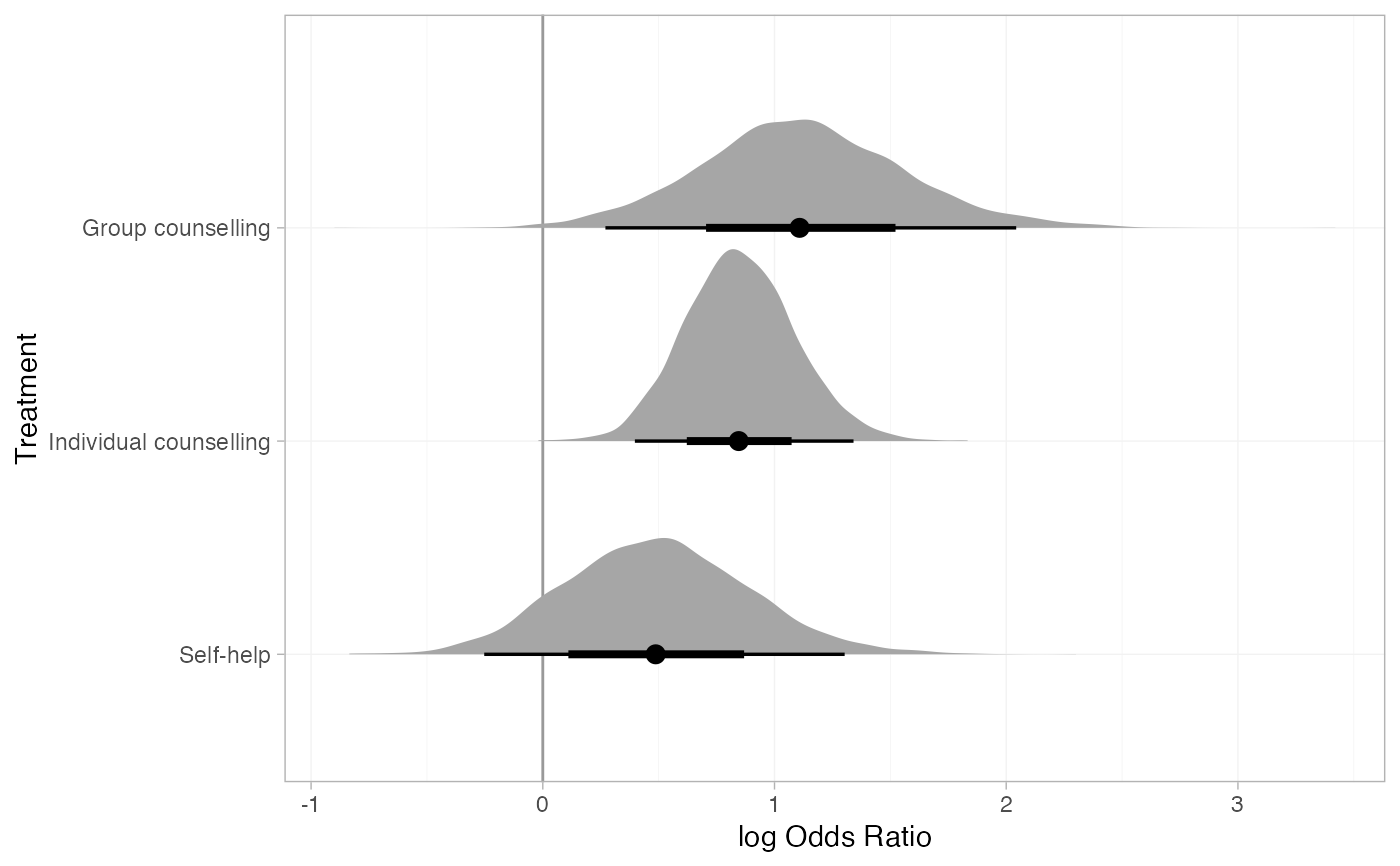 Treatment
Group counselling
Individual counselling
Self-help
-1 0 1 2 3
log Odds Ratio